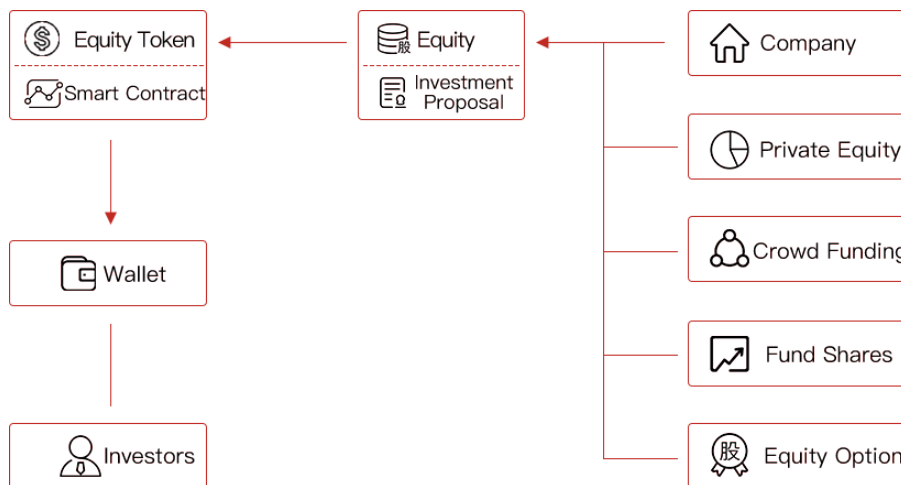 Equity Token
Smart Contract
Equity
股
Investment
Proposal
Company
Private Equity
Crowd Funding
Fund Shares
股
Equity Option
Wallet
Investors